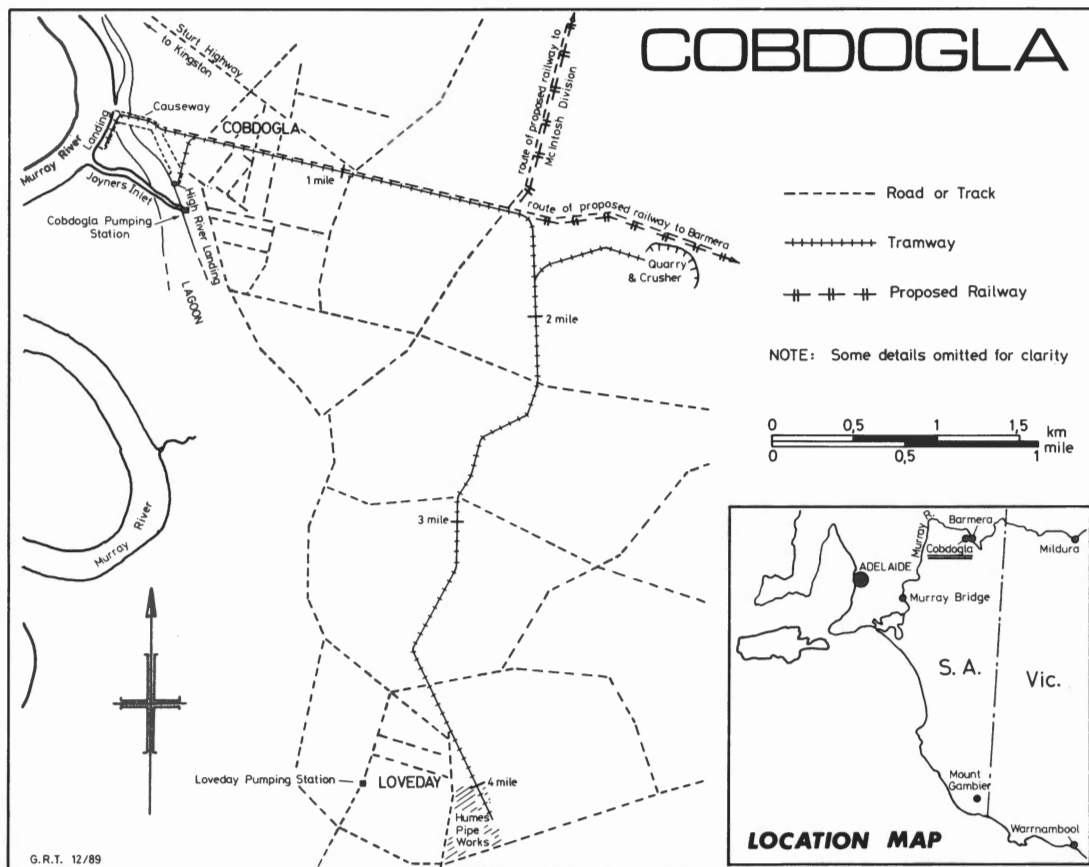 COBDOGLA
Sturt Highway
to Kingston
Causeway
COBDOGLA
Landing
Murray River
Joyners Inlet
Cobdogla Pumping
Station
High River Landing
LAGOON
1 mile
route of proposed railway to
McIntosh Division
route of proposed railway to Barmera
Quarry
& Crusher
2 mile
Road or Track
Tramway
Proposed Railway
NOTE: Some details omitted for clarity
0 0,5 1 1,5 km
0 0,5 1 mile
Murray River
3 mile
Loveday Pumping Station
LOVEDAY
4 mile
Humes
Pipe
Works
G.R.T. 12/89
Murray R.
Barmera
Cobdogla
Mildura
ADELAIDE
Murray Bridge
S. A.
Vic.
Mount
Gambier
Warrnambool
LOCATION MAP